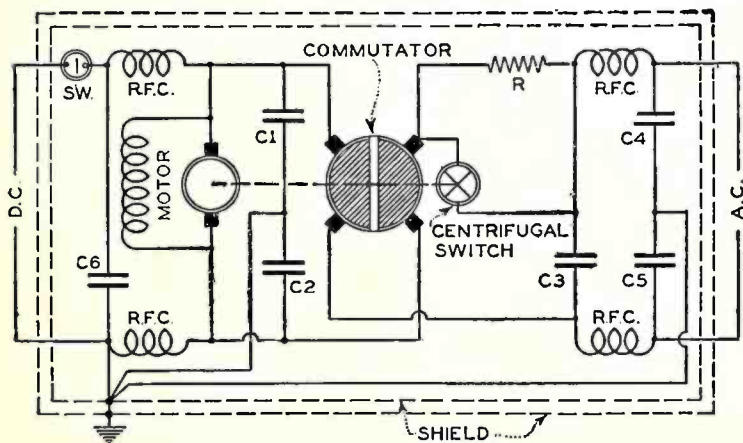 COMMUTATOR
SW.
R.F.C.
R
R.F.C.
C1
C4
D.C.
MOTOR
A.C.
CENTRIFUGAL
SWITCH
C6
C2
C3
C5
R.F.C.
R.F.C.
SHIELD